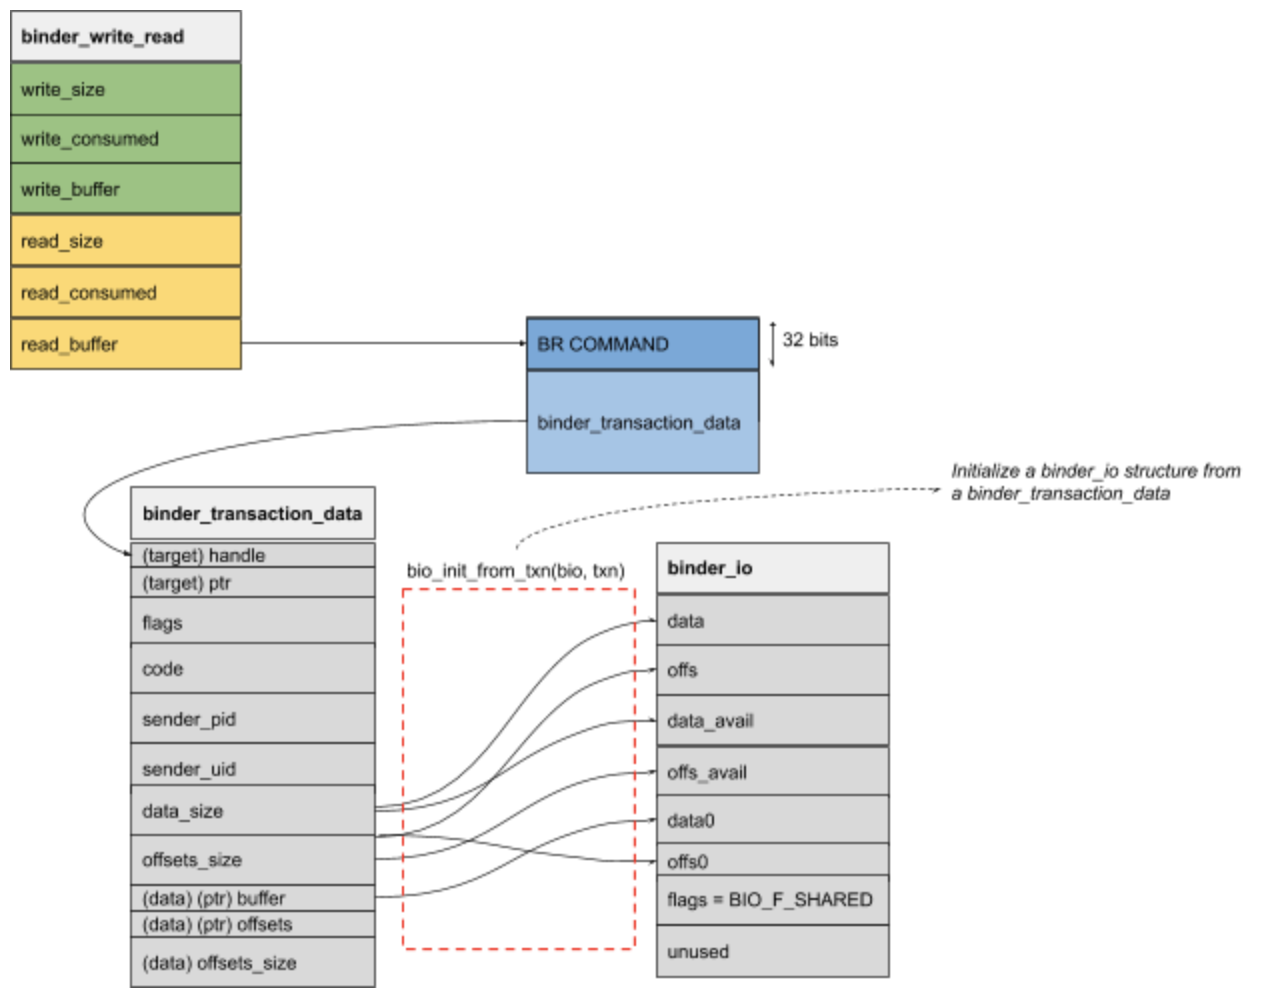 binder_write_read
write_size
write_consumed
write_buffer
read_size
read_consumed
read_buffer
BR COMMAND
32 bits
binder_transaction_data
Initialize a binder_io structure from
a binder_transaction_data
binder_transaction_data
(target) handle
(target) ptr
flags
code
sender_pid
sender_uid
data_size
offsets_size
(data) (ptr) buffer
(data) (ptr) offsets
(data) offsets_size
bio_init_from_txn(bio, txn)
binder_io
data
offs
data_avail
offs_avail
data0
offs0
flags = BIO_F_SHARED
unused